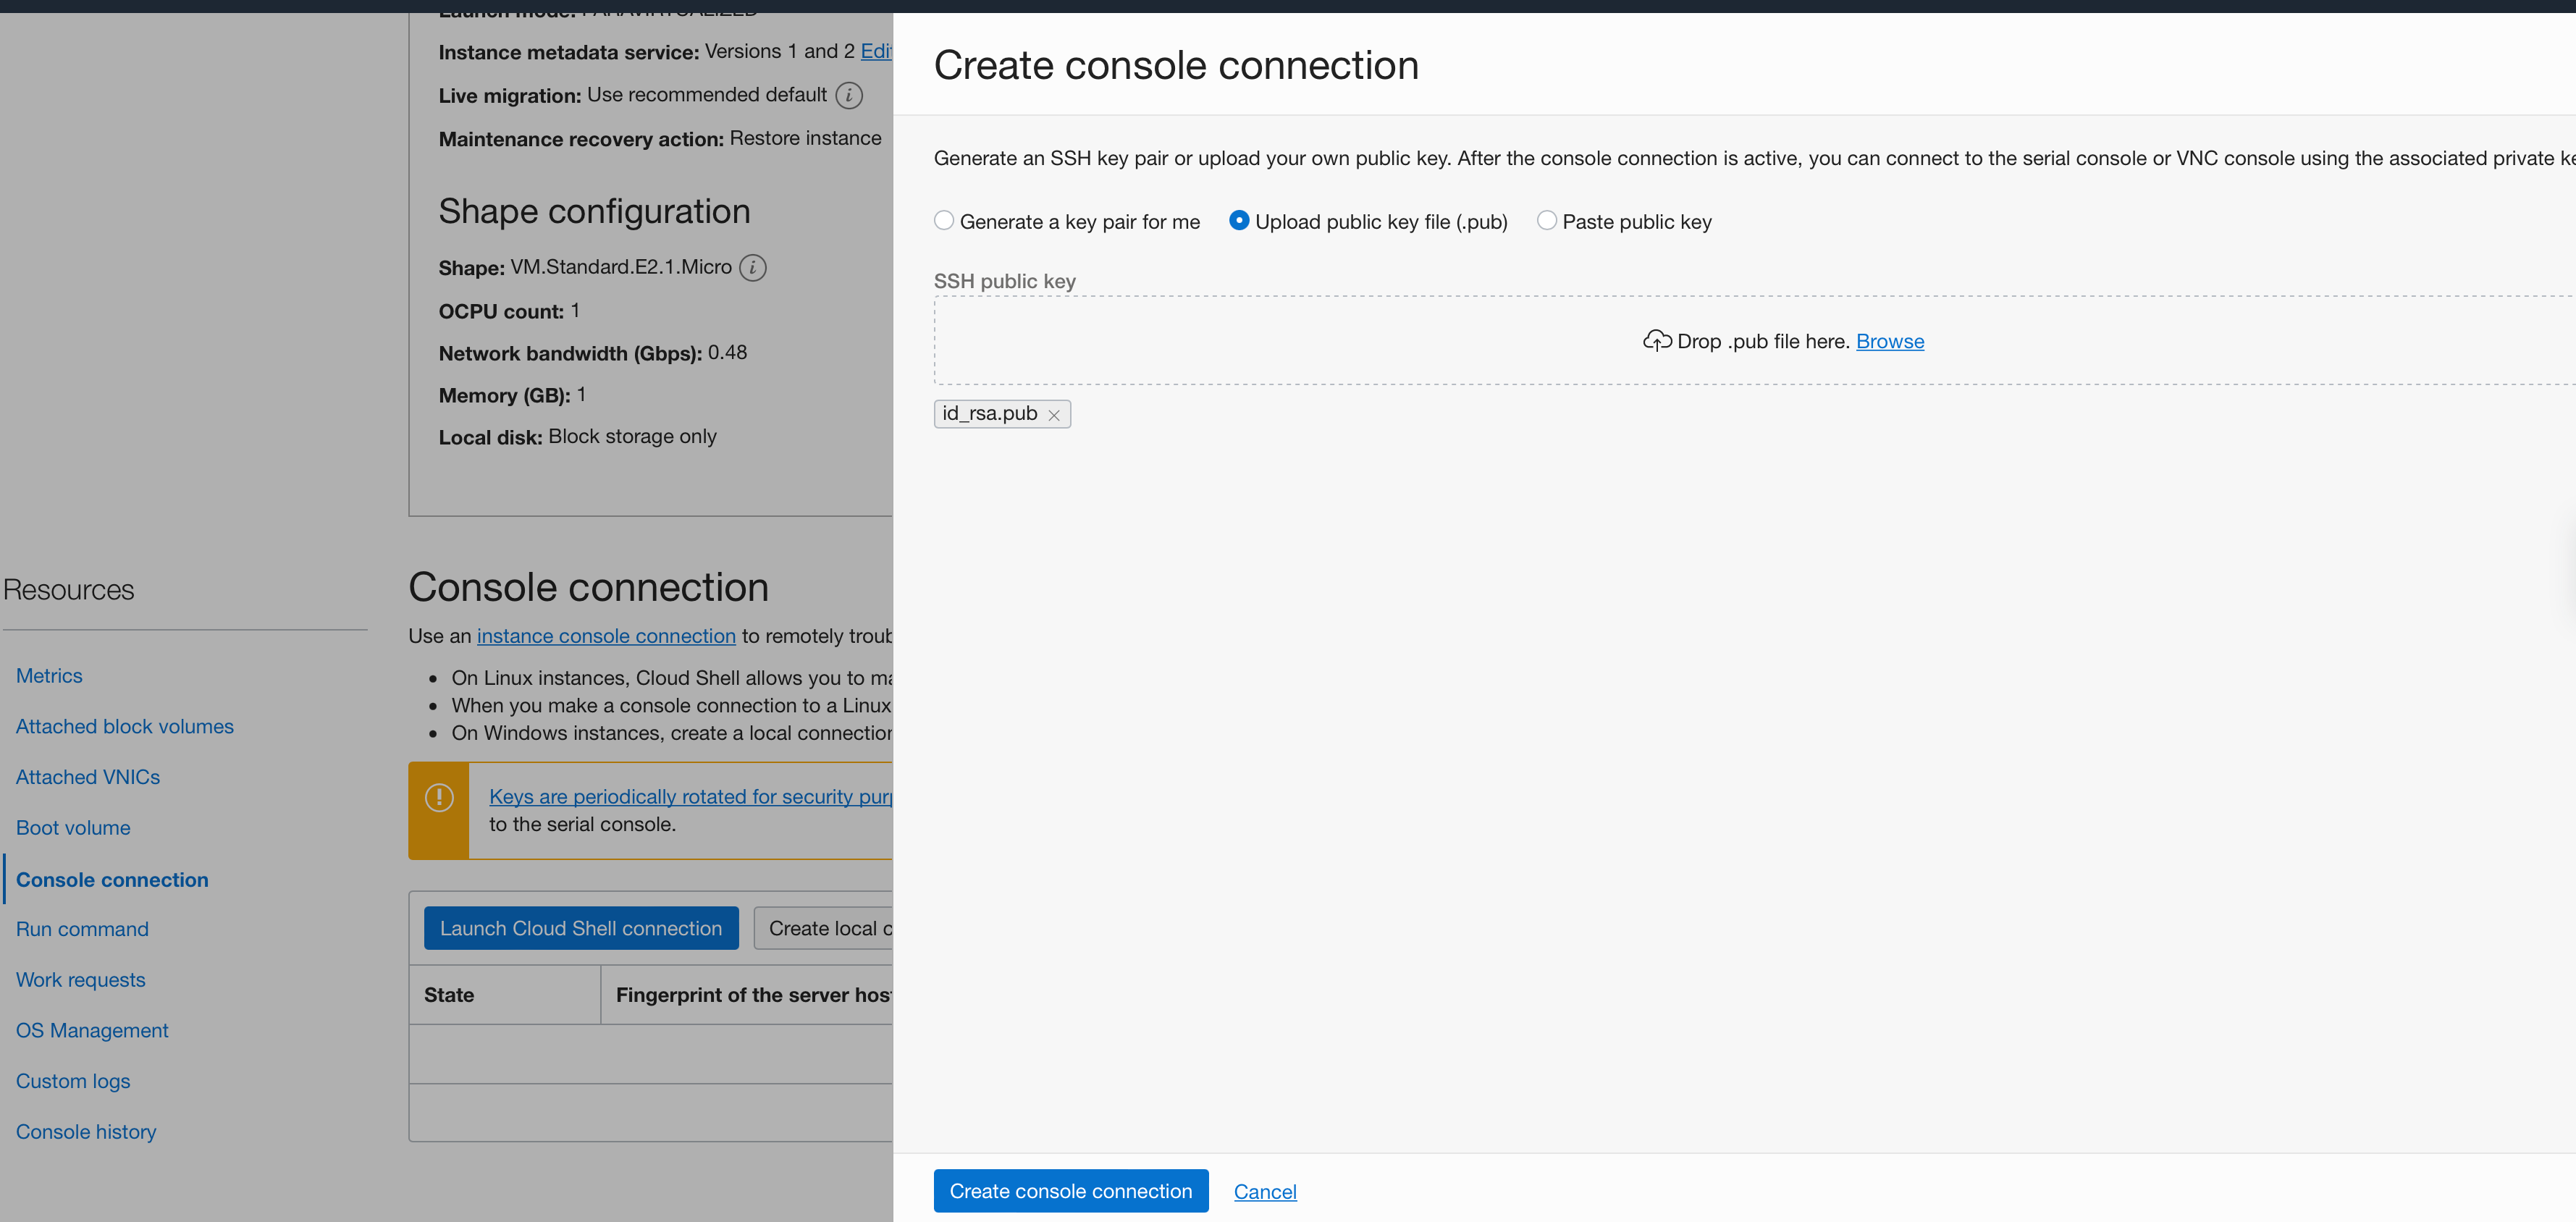 Launch mode: PARAVIRTUALIZED
Instance metadata service: Versions 1 and 2 Edit
Live migration: Use recommended default
Maintenance recovery action: Restore instance
Shape configuration
Shape: VM.Standard.E2.1.Micro
OCPU count: 1
Network bandwidth (Gbps): 0.48
Memory (GB): 1
Local disk: Block storage only
Resources
Metrics
Attached block volumes
Attached VNICs
Boot volume
Console connection
Run command
Work requests
OS Management
Custom logs
Console history
Console connection
Use an instance console connection to remotely
On Linux instances, Cloud Shell allows you to
When you make a console connection to a Linux
On Windows instances, create a local connection
Keys are periodically rotated for security
to the serial console.
Launch Cloud Shell connection
Create local
State
Fingerprint of the server host
Create console connection
Generate an SSH key pair or upload your own public key. After the console connection is active, you can connect to the serial console or VNC console using the associated private
Generate a key pair for me
Upload public key file (.pub)
Paste public key
SSH public key
Drop .pub file here. Browse
id_rsa.pub
Create console connection
Cancel